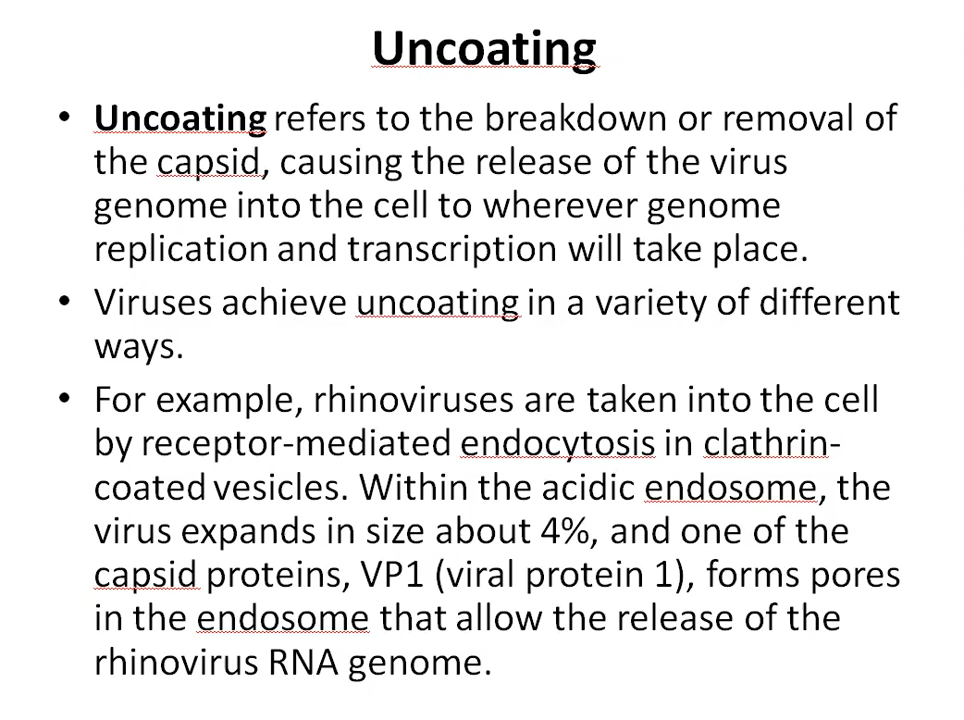 Uncoating
• Uncoating refers to the breakdown or removal of
the capsid, causing the release of the virus
genome into the cell to wherever genome
replication and transcription will take place.
• Viruses achieve uncoating in a variety of different
ways.
• For example, rhinoviruses are taken into the cell
by receptor-mediated endocytosis in clathrin-
coated vesicles. Within the acidic endosome, the
virus expands in size about 4%, and one of the
capsid proteins, VP1 (viral protein 1), forms pores
in the endosome that allow the release of the
rhinovirus RNA genome.